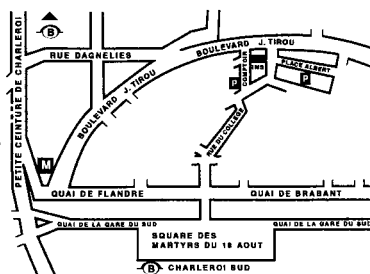 B
RUE DAGNELIES
BOULEVARD J. TIROU
BOULEVARD J. TIROU
COMPTOIR
PLACE ALBERT
P
P
PETITE CEINTURE DE CHARLEROI
RUE DU COLLEGE
M
QUAI DE FLANDRE
QUAI DE BRABANT
QUAI DE LA GARE DU SUD
QUAI DE LA GARE DU SUD
SQUARE DES
MARTYRS DU 18 AOUT
B CHARLEROI SUD